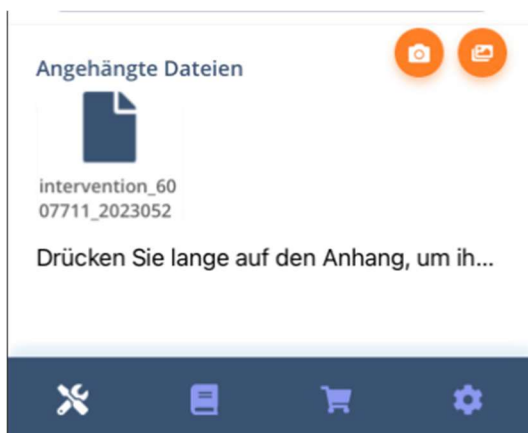 Angehängte Dateien
intervention_60
07711_2023052
Drücken Sie lange auf den Anhang, um ih...